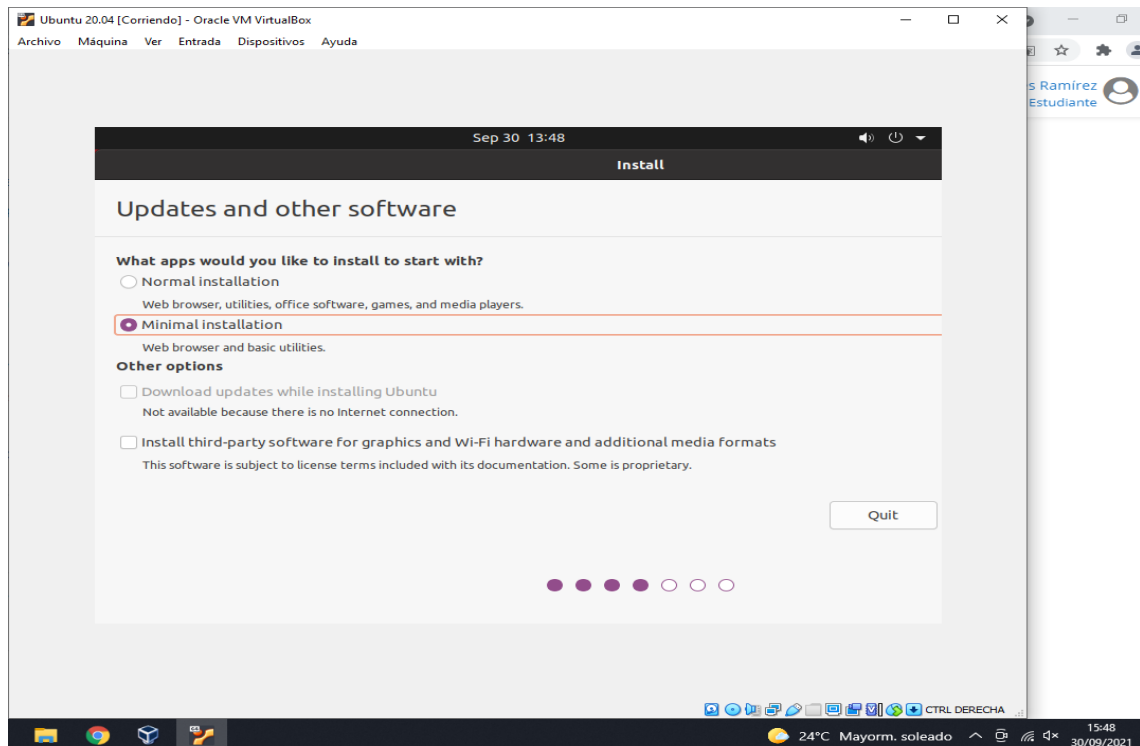 Ubuntu 20.04 [Corriendo] - Oracle VM VirtualBox
Archivo Máquina Ver Entrada Dispositivos Ayuda
s Ramírez
Estudiante
Sep 30 13:48
Install
Updates and other software
What apps would you like to install to start with?
Normal installation
Web browser, utilities, office software, games, and media players.
Minimal installation
Web browser and basic utilities.
Other options
Download updates while installing Ubuntu
Not available because there is no Internet connection.
Install third-party software for graphics and Wi-Fi hardware and additional media formats
This software is subject to license terms included with its documentation. Some is proprietary.
Quit
CTRL DERECHA
24°C Mayorm. soleado
15:48
30/09/2021